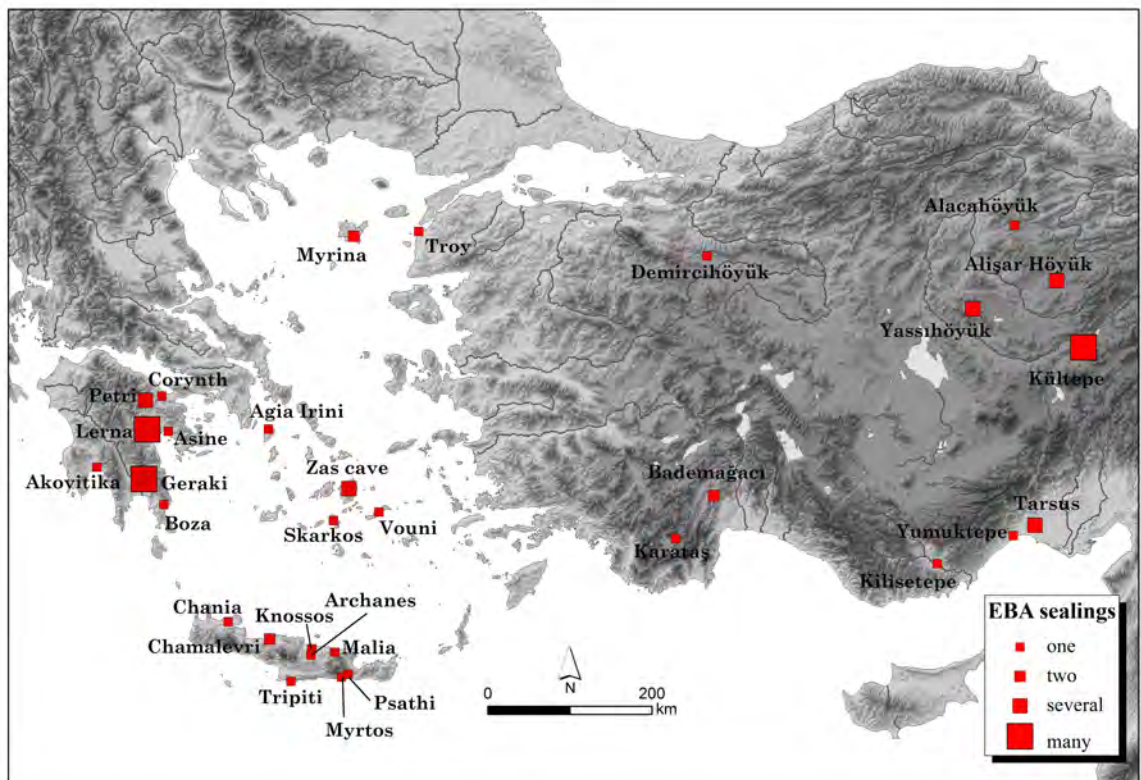 Alacahöyük
Myrina
Troy
Demircihöyük
Alişar Höyük
Yassıhöyük
Kültepe
Corynth
Petri
Agia Irini
Lerna
Asine
Zas cave
Bademağacı
Akovitika
Geraki
Boza
Skarkos
Vouni
Tarsus
Yumuktepe
Karataş
Kilisetepe
Archanes
Chania
Knossos
Chamalevri
Malia
Tripiti
Psathi
Myrtos
N
0
200
km
EBA sealings
one
two
several
many